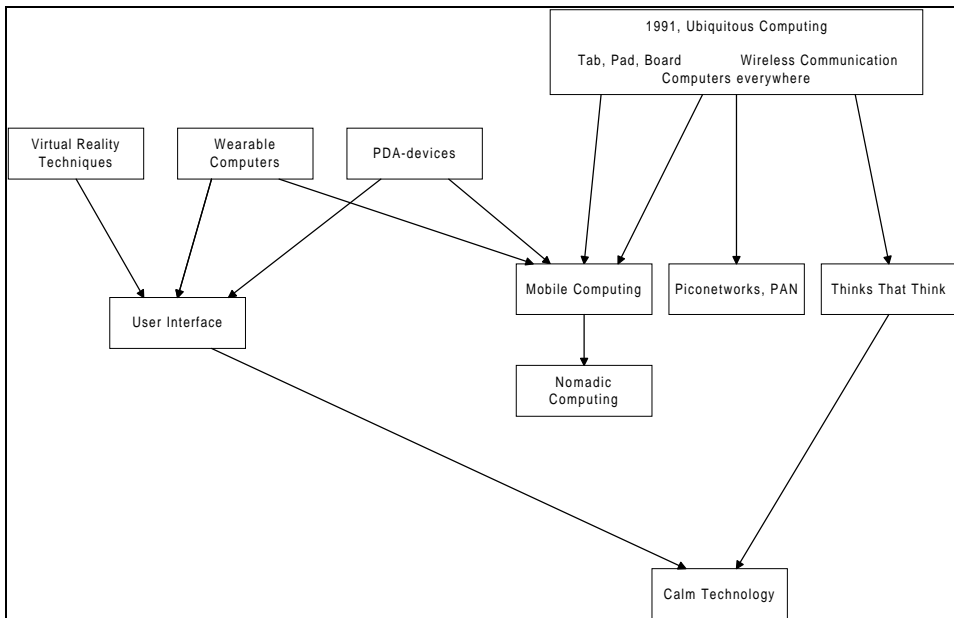 1991, Ubiquitous Computing
Tab, Pad, Board Wireless Communication
Computers everywhere
Virtual Reality
Techniques
Wearable
Computers
PDA-devices
Mobile Computing
Piconetworks, PAN
Thinks That Think
User Interface
Nomadic
Computing
Calm Technology